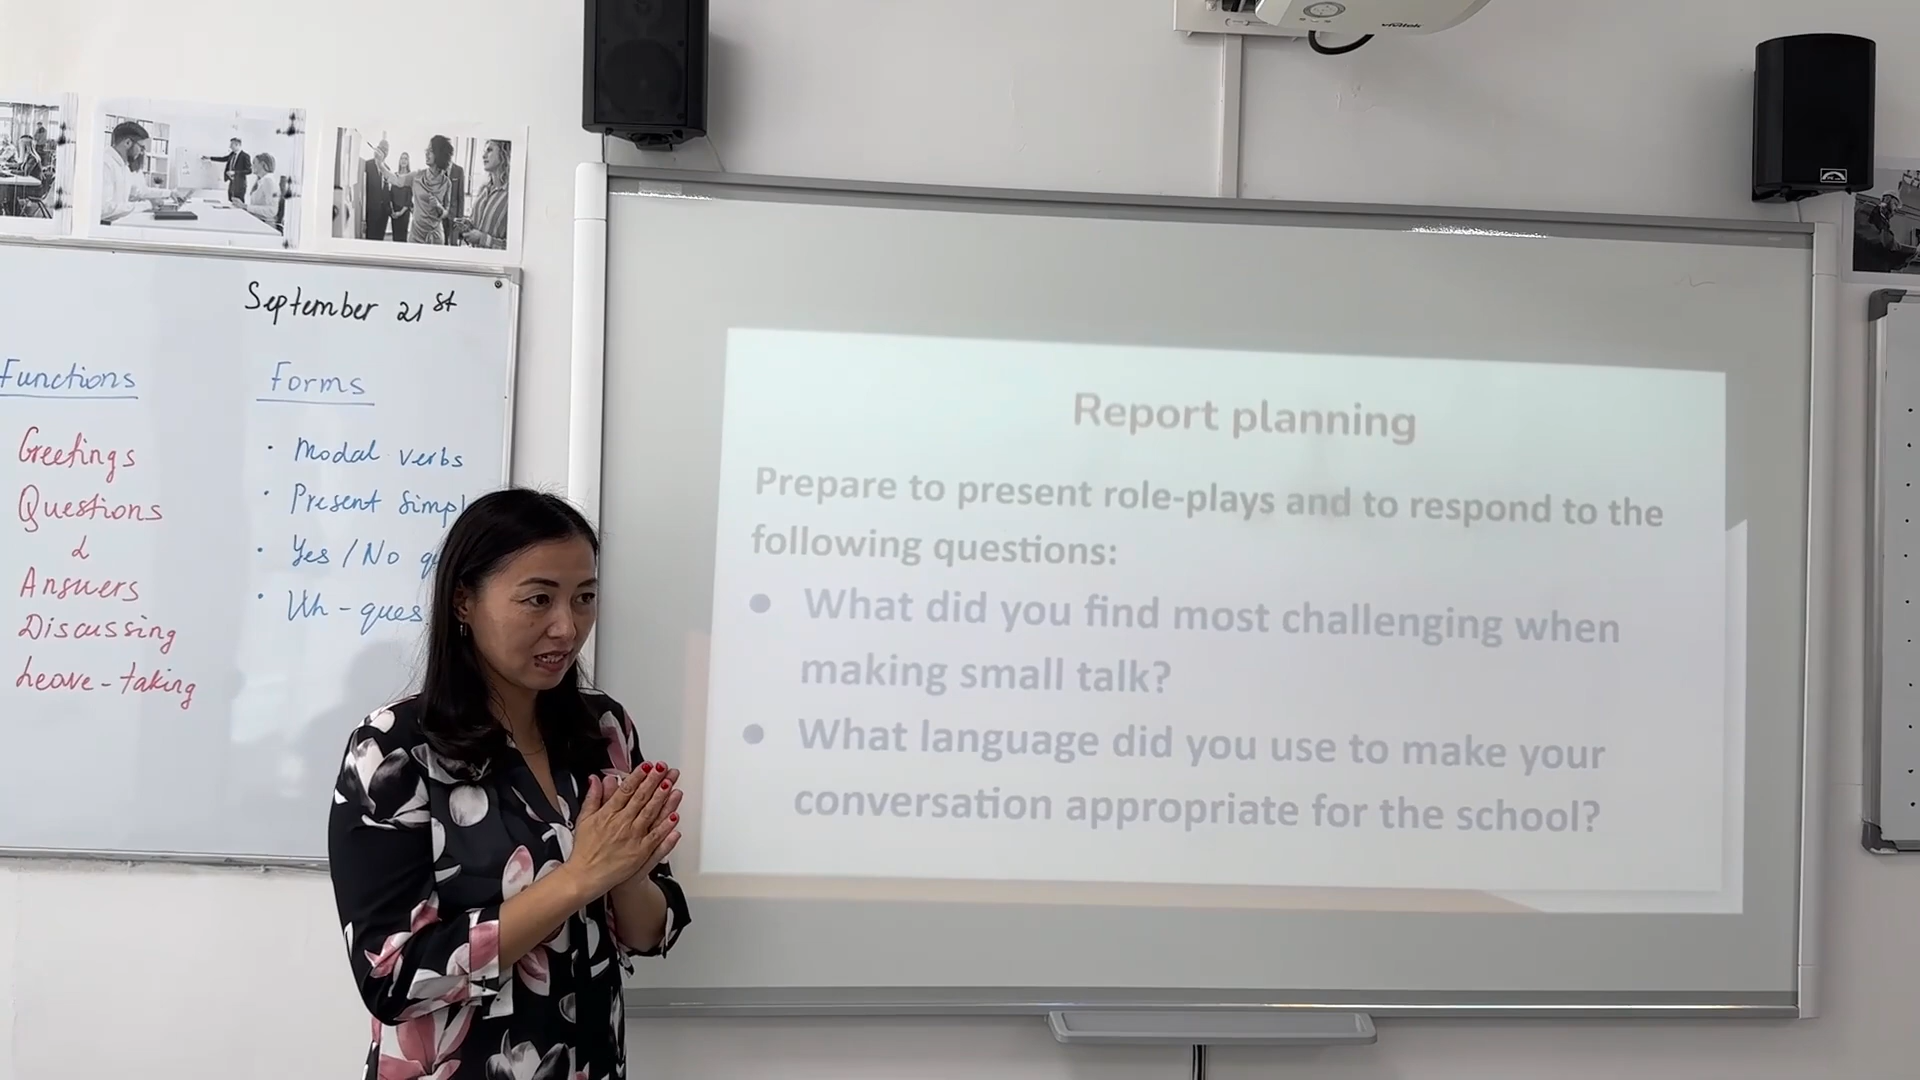 vivitek
September 21st
Functions
Forms
Greetings
Questions
&
Answers
Discussing
Leave-taking
• Modal verbs
• Present Simpl
• Yes / No qu
• Wh - ques
Report planning
Prepare to present role-plays and to respond to the
following questions:
● What did you find most challenging when
making small talk?
● What language did you use to make your
conversation appropriate for the school?